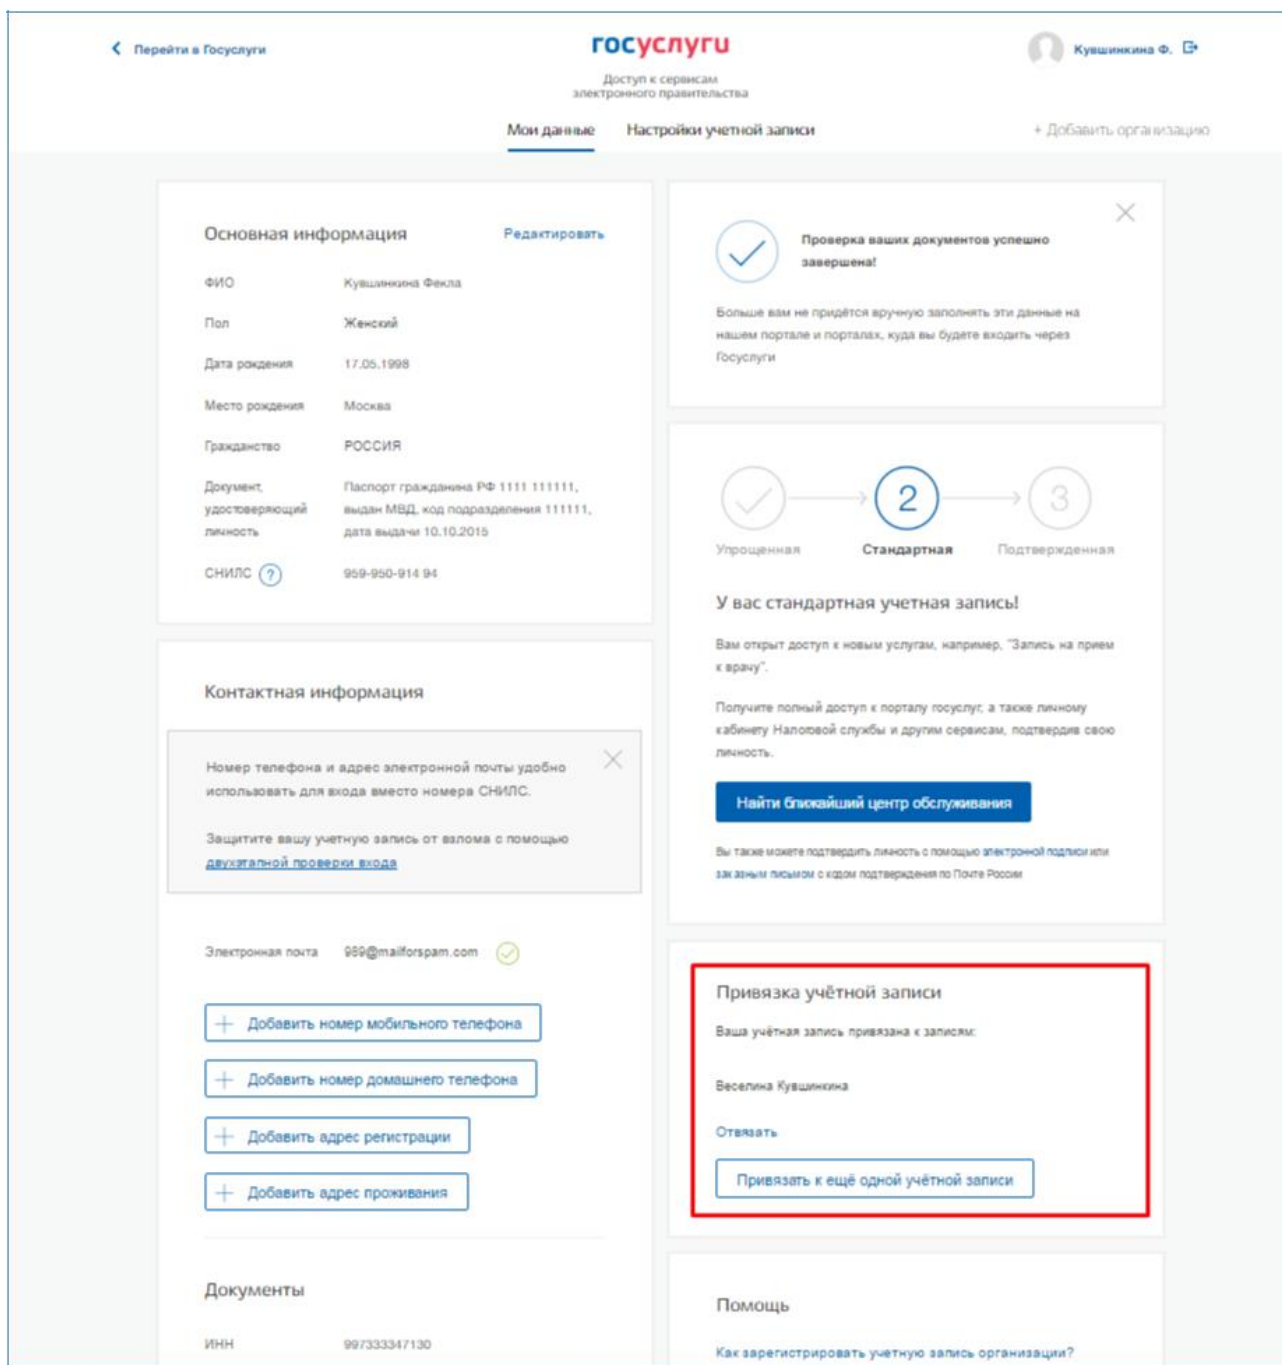 Перейти в Госуслуги
госуслуги
Кувшинкина Ф.
Доступ к сервисам
электронного правительства
Мои данные
Настройки учетной записи
+ Добавить организацию
Основная информация
Редактировать
ФИО
Кувшинкина Фекла
Пол
Женский
Дата рождения
17.05.1998
Место рождения
Москва
Гражданство
РОССИЯ
Документ,
удостоверяющий
личность
Паспорт гражданина РФ 1111 111111,
выдан МВД, код подразделения 111111,
дата выдачи 10.10.2015
СНИЛС ?
959-950-914 94
Контактная информация
Номер телефона и адрес электронной почты удобно
использовать для входа вместо номера СНИЛС.
Защитите вашу учетную запись от взлома с помощью
двухэтапной проверки входа
Электронная почта
989@mailforspam.com
+ Добавить номер мобильного телефона
+ Добавить номер домашнего телефона
+ Добавить адрес регистрации
+ Добавить адрес проживания
Документы
ИНН
997333347130
Проверка ваших документов успешно
завершена!
Больше вам не придётся вручную заполнять эти данные на
нашем портале и порталах, куда вы будете входить через
Госуслуги
2
3
Упрощенная
Стандартная
Подтвержденная
У вас стандартная учетная запись!
Вам открыт доступ к новым услугам, например, "Запись на прием
к врачу".
Получите полный доступ к порталу госуслуг, а также личному
кабинету Налоговой службы и другим сервисам, подтвердив свою
личность.
Найти ближайший центр обслуживания
Вы также можете подтвердить личность с помощью электронной подписи или
заказным письмом с кодом подтверждения по Почте России
Привязка учётной записи
Ваша учётная запись привязана к записям:
Веселина Кувшинкина
Отвязать
Привязать к ещё одной учётной записи
Помощь
Как зарегистрировать учетную запись организации?